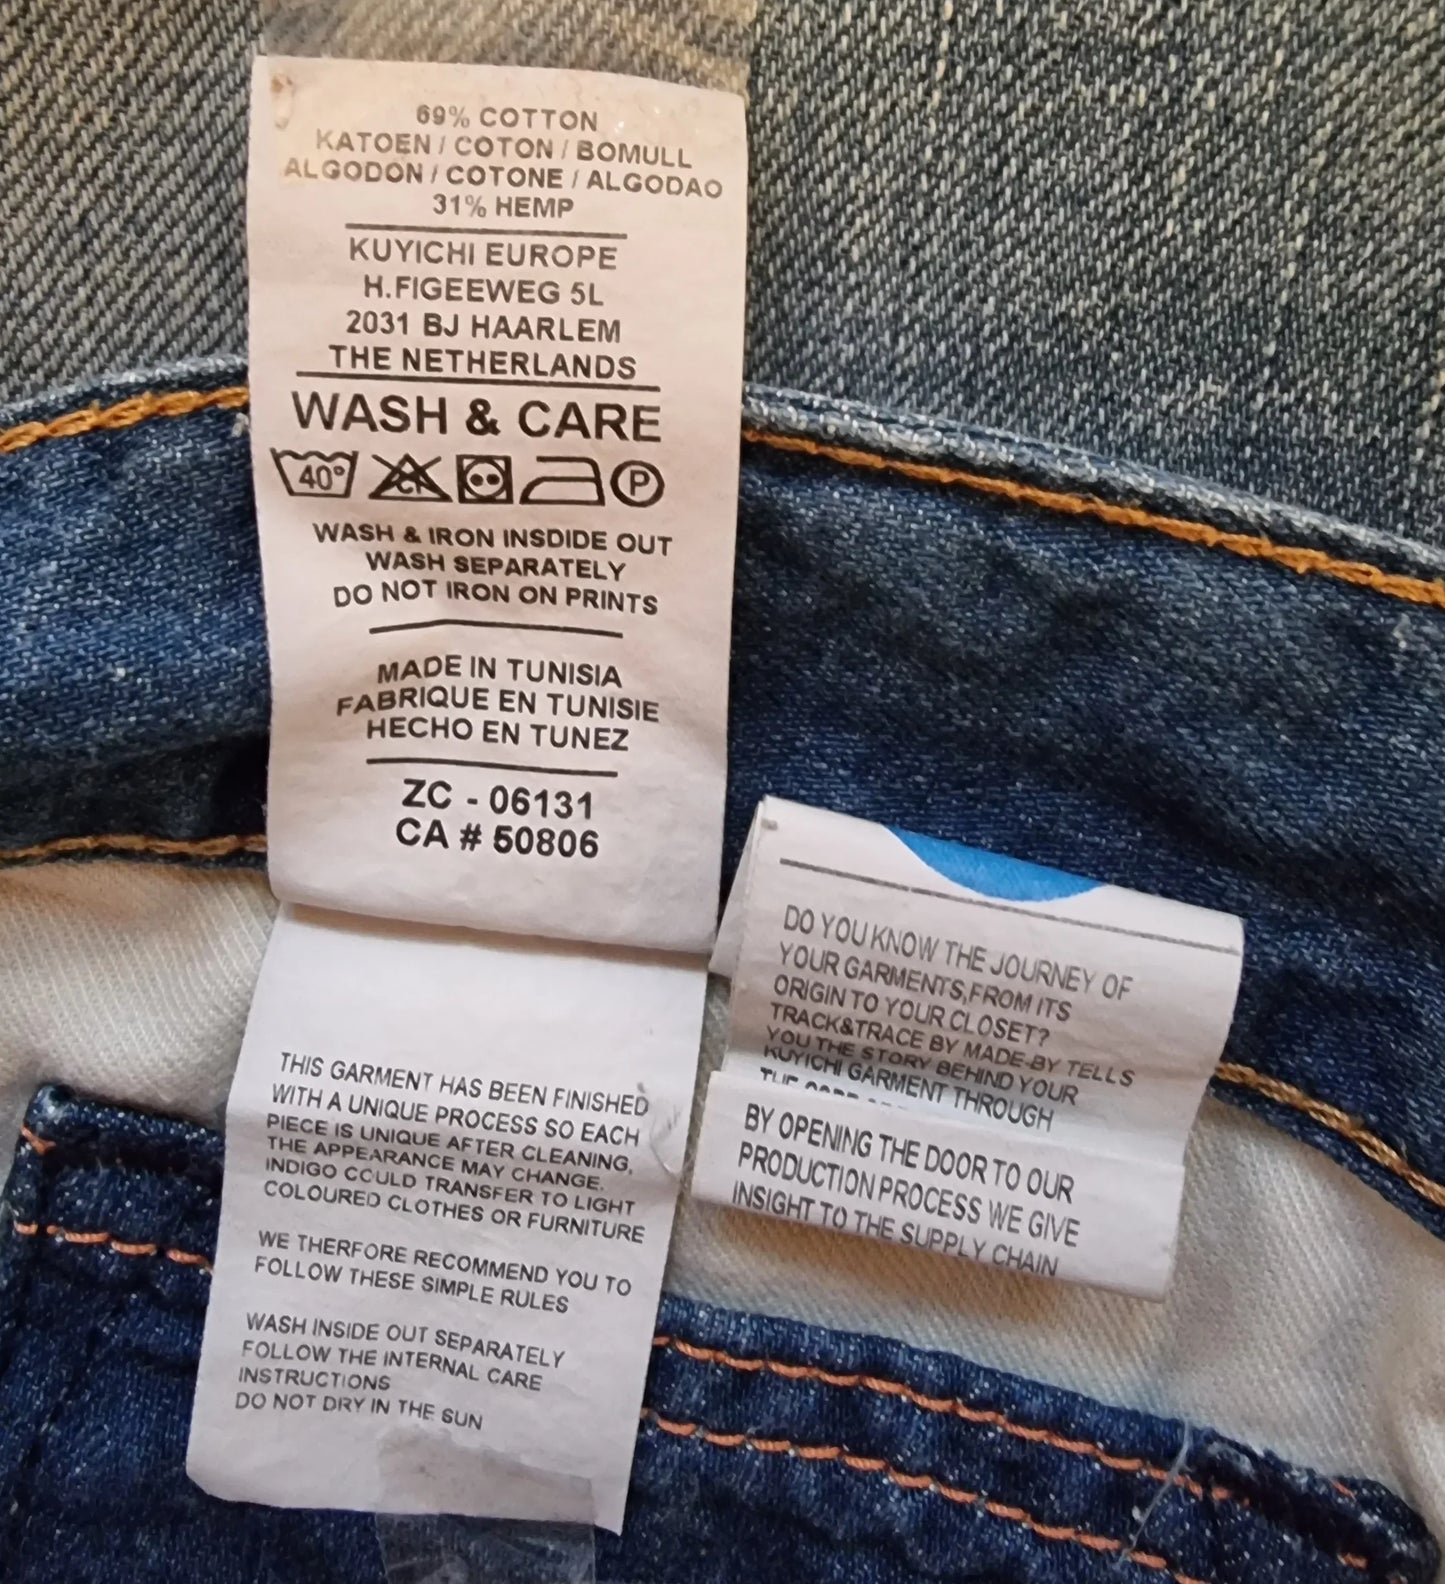 69% COTTON
KATOEN / COTON / BOMULL
ALGODON / COTONE / ALGODAO
31% HEMP
KUYICHI EUROPE
H.FIGEEWEG 5L
2031 BJ HAARLEM
THE NETHERLANDS
WASH & CARE
40° CL P
WASH & IRON INSDIDE OUT
WASH SEPARATELY
DO NOT IRON ON PRINTS
MADE IN TUNISIA
FABRIQUE EN TUNISIE
HECHO EN TUNEZ
ZC - 06131
CA # 50806
THIS GARMENT HAS BEEN FINISHED
WITH A UNIQUE PROCESS SO EACH
PIECE IS UNIQUE AFTER CLEANING,
THE APPEARANCE MAY CHANGE.
INDIGO COULD TRANSFER TO LIGHT
COLOURED CLOTHES OR FURNITURE
WE THERFORE RECOMMEND YOU TO
FOLLOW THESE SIMPLE RULES
WASH INSIDE OUT SEPARATELY
FOLLOW THE INTERNAL CARE
INSTRUCTIONS
DO NOT DRY IN THE SUN
DO YOU KNOW THE JOURNEY OF
YOUR GARMENTS,FROM ITS
ORIGIN TO YOUR CLOSET?
TRACK&TRACE BY MADE-BY TELLS
YOU THE STORY BEHIND YOUR
KUYICHI GARMENT THROUGH
THE
BY OPENING THE DOOR TO OUR
PRODUCTION PROCESS WE GIVE
INSIGHT TO THE SUPPLY CHAIN